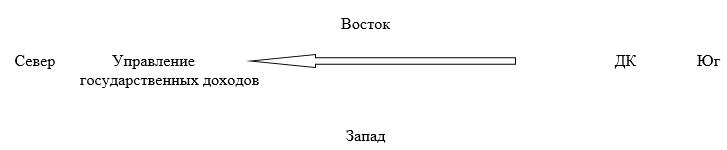 Восток
Север Управление ДК Юг
государственных доходов
Запад